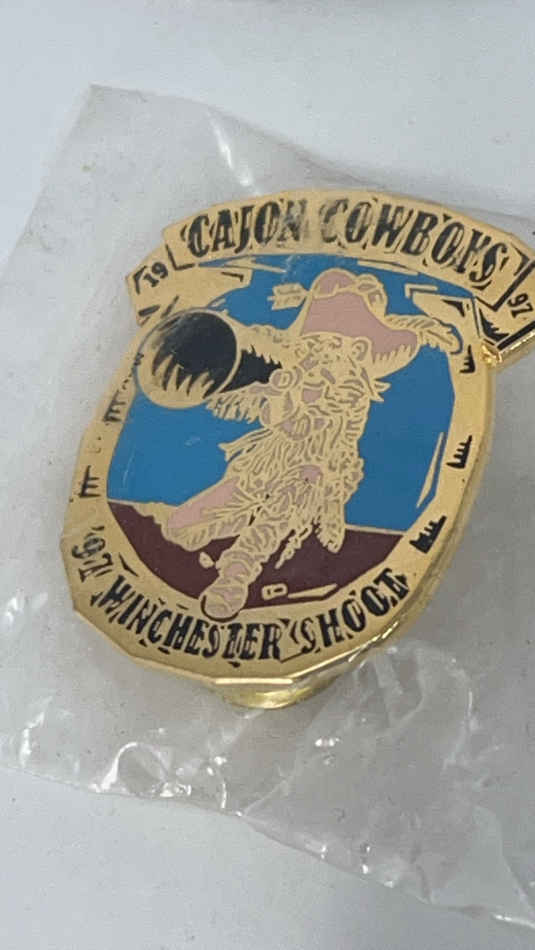 CAJON COWBOYS
19 97
'97 WINCHESTER SHOOT